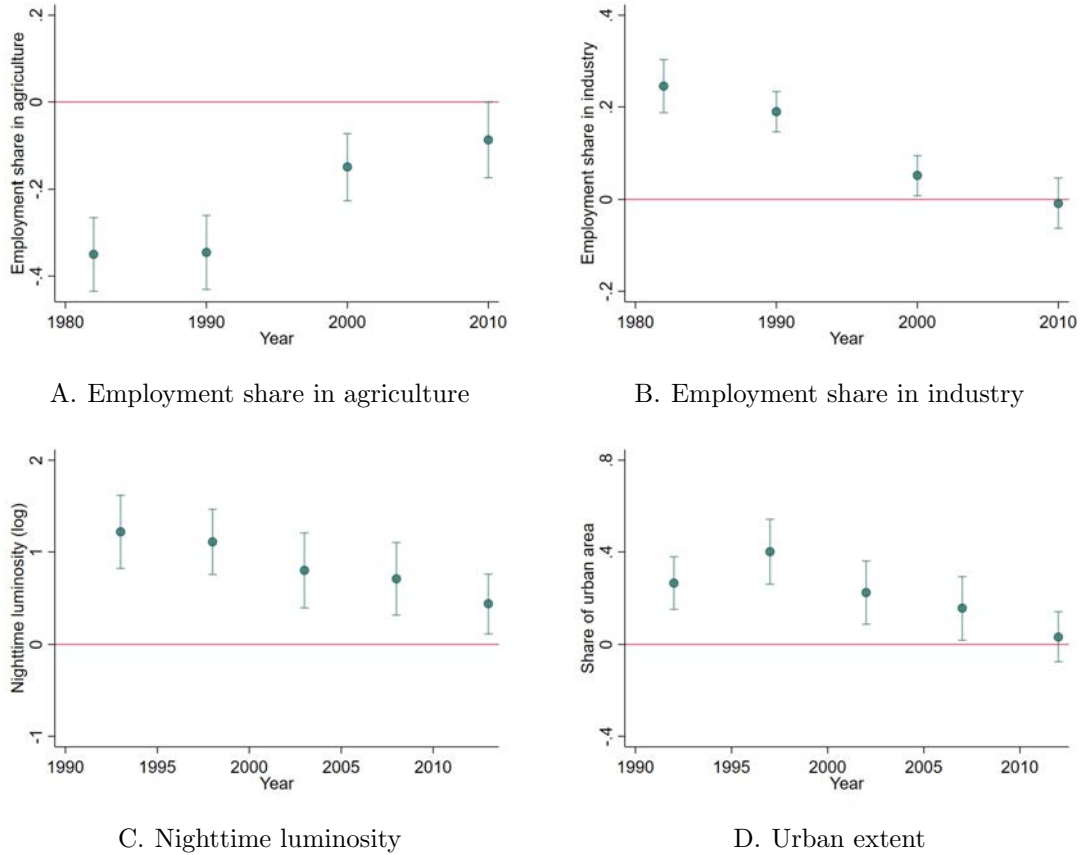 Employment share in agriculture
.2
0
-.2
-.4
1980 1990 2000 2010
Year
A. Employment share in agriculture
Employment share in industry
.4
.2
0
-.2
1980 1990 2000 2010
Year
B. Employment share in industry
Nighttime luminosity (log)
2
1
0
-1
1990 1995 2000 2005 2010
Year
C. Nighttime luminosity
Share of urban area
.8
.4
0
-.4
1990 1995 2000 2005 2010
Year
D. Urban extent